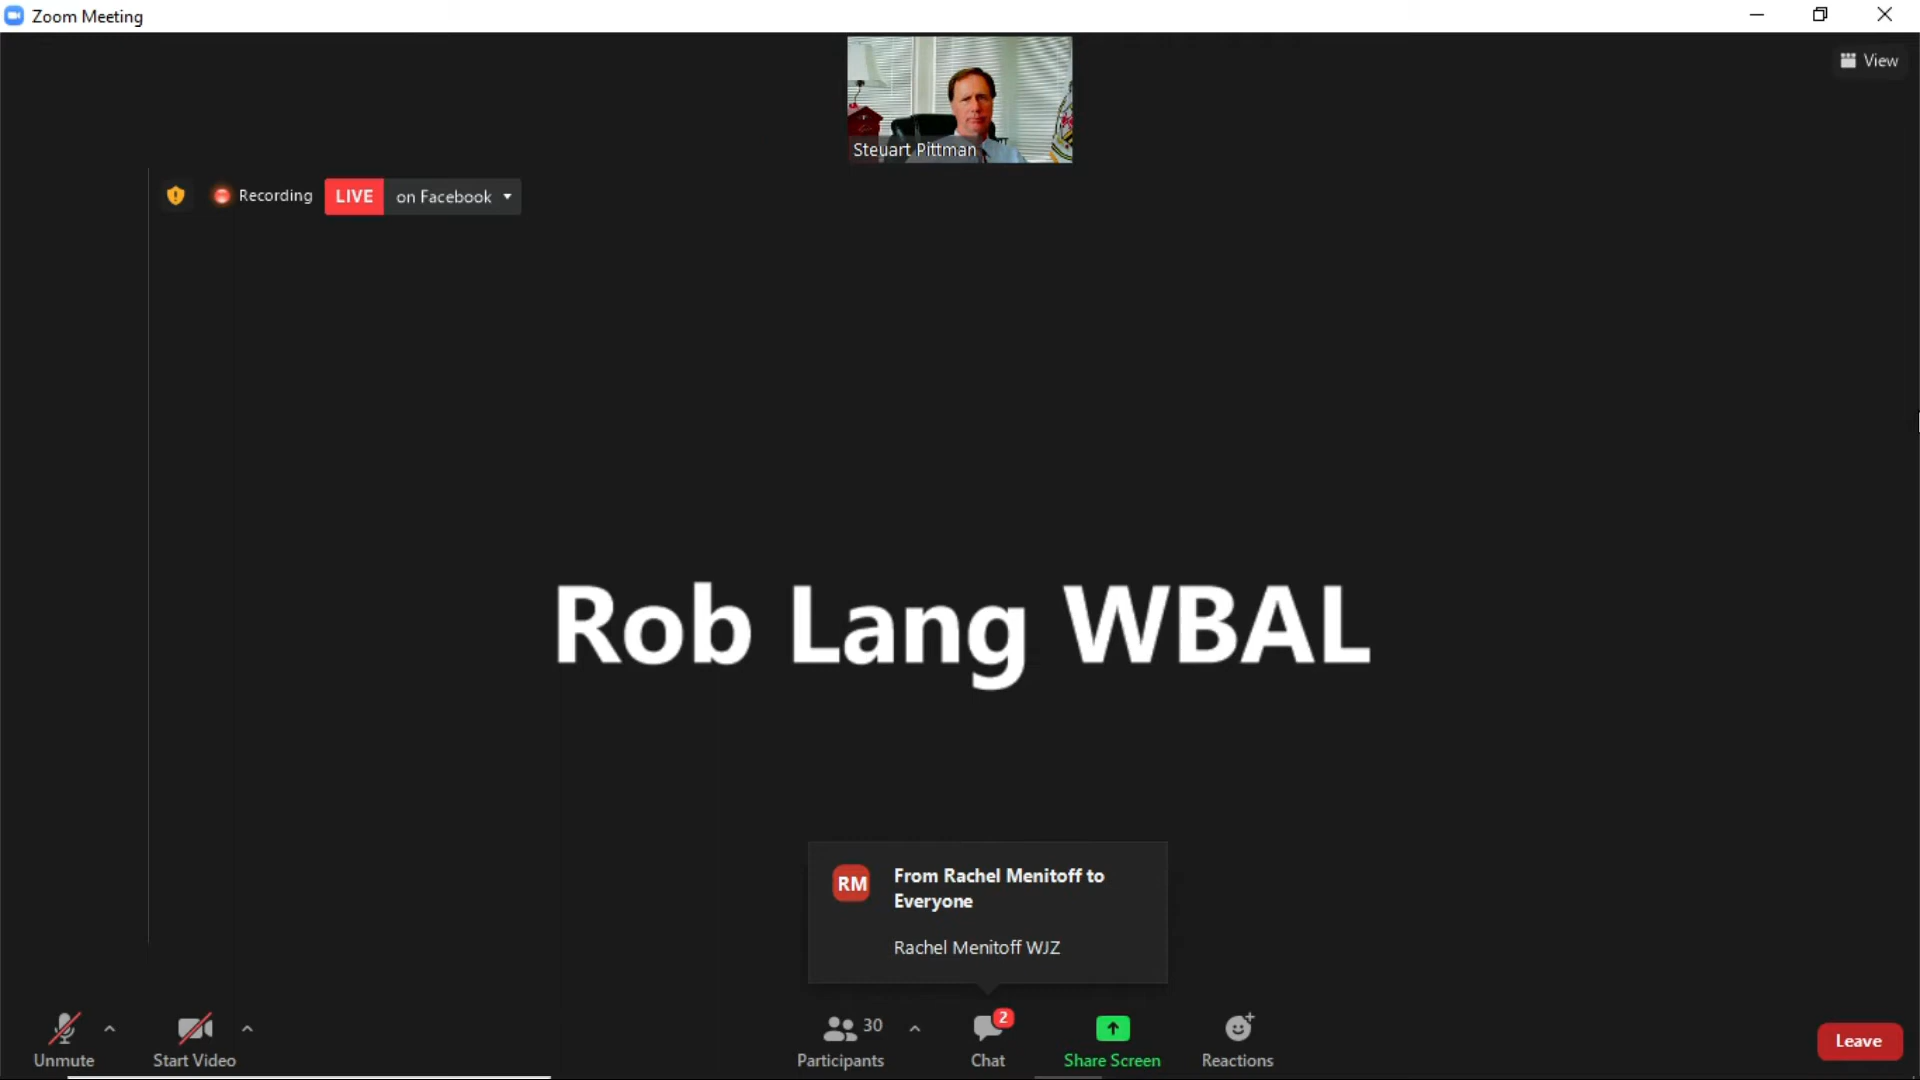 Zoom Meeting
View
Steuart Pittman
Recording
LIVE on Facebook
Rob Lang WBAL
RM
From Rachel Menitoff to
Everyone
Rachel Menitoff WJZ
30
2
Unmute
Start Video
Participants
Chat
Share Screen
Reactions
Leave